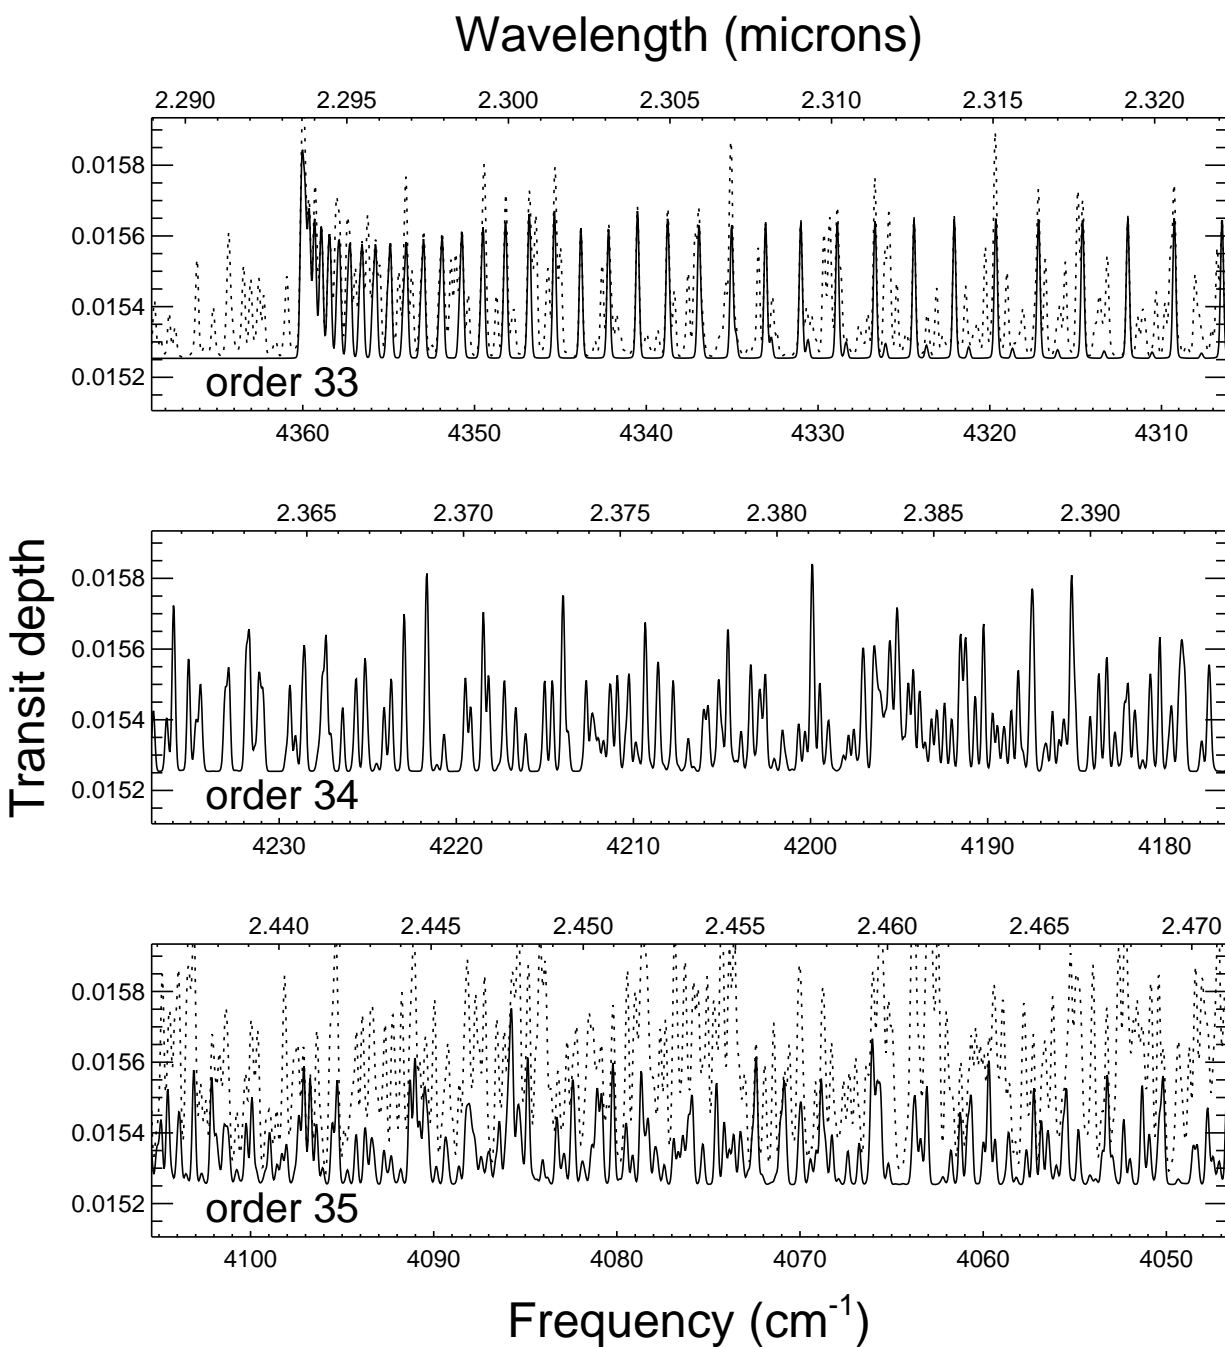 Wavelength (microns)
2.290 2.295 2.300 2.305 2.310 2.315 2.320
0.0158
0.0156
0.0154
0.0152
order 33
4360 4350 4340 4330 4320 4310
2.365 2.370 2.375 2.380 2.385 2.390
Transit depth
0.0158
0.0156
0.0154
0.0152
order 34
4230 4220 4210 4200 4190 4180
2.440 2.445 2.450 2.455 2.460 2.465 2.470
0.0158
0.0156
0.0154
0.0152
order 35
4100 4090 4080 4070 4060 4050
Frequency (cm⁻¹)